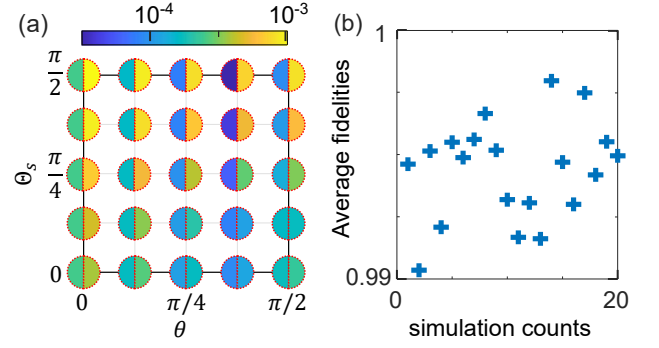 (a)
10⁻⁴ 10⁻³
π/2
Θₛ
π/4
0
0 π/4 π/2
θ
(b)
1
Average fidelities
0.99
0 10 20
simulation counts